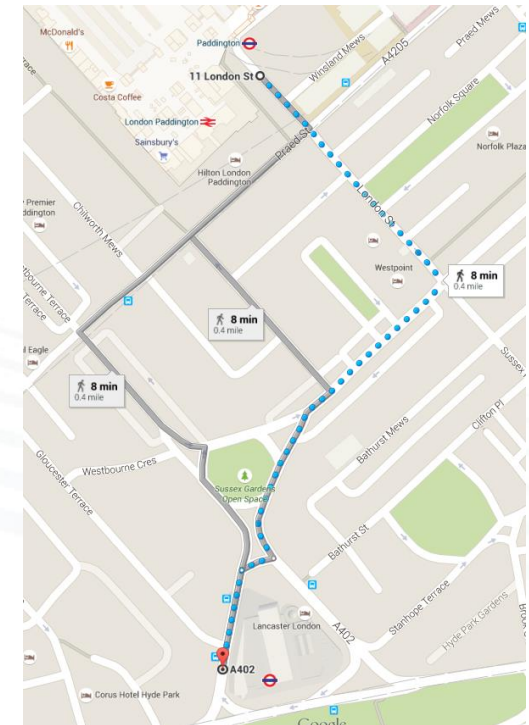 McDonald's
Paddington
Winsland Mews
Praed Mews
A4205
11 London St
Costa Coffee
London Paddington
Sainsbury's
Praed St
Norfolk Square
Norfolk Plaza
Hilton London
Paddington
London St
Premier
Chilworth Mews
Westpoint
8 min
0.4 mile
8 min
0.4 mile
Westbourne Terrace
Terrace
Eagle
8 min
0.4 mile
Sussex
Clifton Pl
Bathurst Mews
Westbourne Cres
Gloucester Terrace
Sussex Gardens
Open Space
Bathurst St
Stanhope Terrace
Hyde Park Gardens
Lancaster London
A402
A402
Corus Hotel Hyde Park
Google